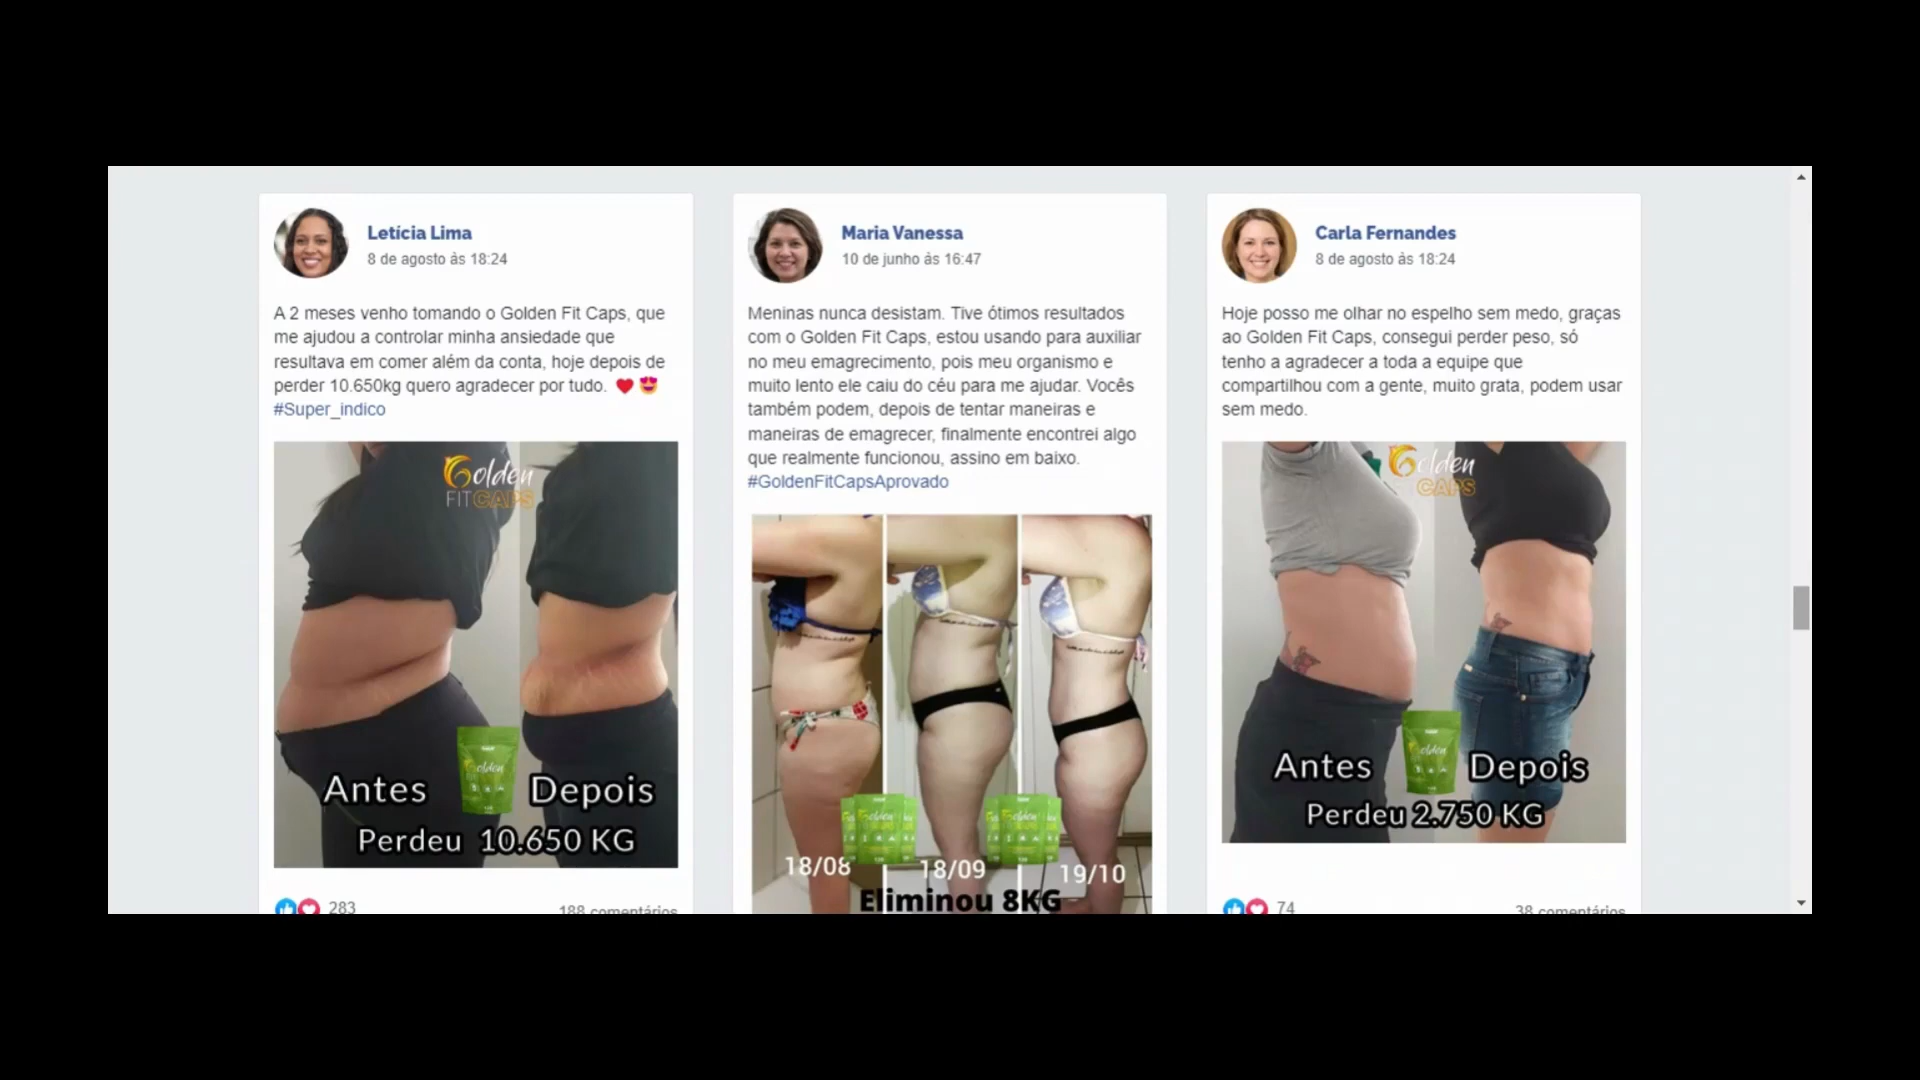 Letícia Lima
8 de agosto às 18:24
A 2 meses venho tomando o Golden Fit Caps, que
me ajudou a controlar minha ansiedade que
resultava em comer além da conta, hoje depois de
perder 10.650kg quero agradecer por tudo. ❤️ 😍
#Super_indico
Golden
FITCAPS
Antes
Depois
Perdeu 10.650 KG
283
188 comentários
Maria Vanessa
10 de junho às 16:47
Meninas nunca desistam. Tive ótimos resultados
com o Golden Fit Caps, estou usando para auxiliar
no meu emagrecimento, pois meu organismo e
muito lento ele caiu do céu para me ajudar. Vocês
também podem, depois de tentar maneiras e
maneiras de emagrecer, finalmente encontrei algo
que realmente funcionou, assino em baixo.
#GoldenFitCapsAprovado
18/08
18/09
19/10
Eliminou 8KG
Carla Fernandes
8 de agosto às 18:24
Hoje posso me olhar no espelho sem medo, graças
ao Golden Fit Caps, consegui perder peso, só
tenho a agradecer a toda a equipe que
compartilhou com a gente, muito grata, podem usar
sem medo.
Golden
CAPS
Antes
Depois
Perdeu 2.750 KG
74
38 comentários